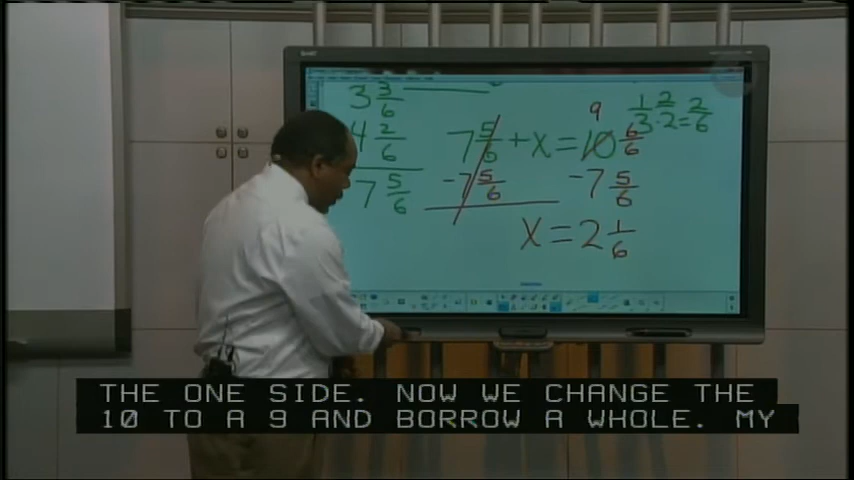 3 3/6
4 2/6
7 5/6
7 5/6 + x = 10 6/6
9
- 7 5/6
- 7 5/6
x = 2 1/6
1/3 · 2/2 = 2/6
THE ONE SIDE. NOW WE CHANGE THE
10 TO A 9 AND BORROW A WHOLE. MY